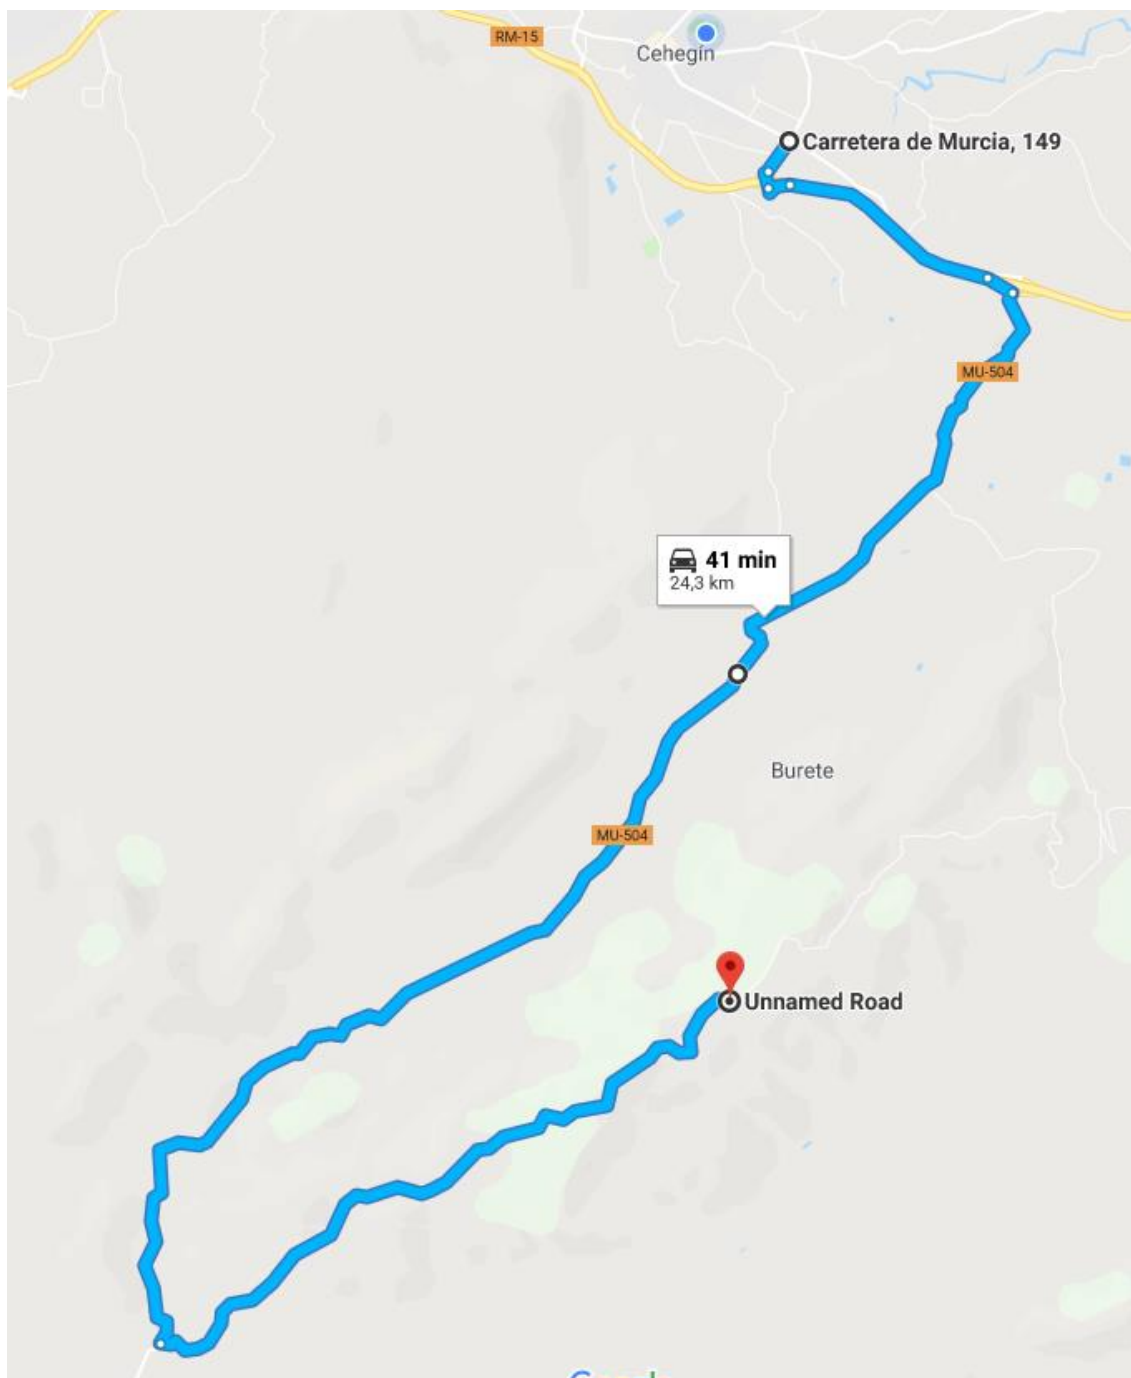 RM-15
Cehegín
Carretera de Murcia, 149
MU-504
41 min
24,3 km
Burete
MU-504
Unnamed Road